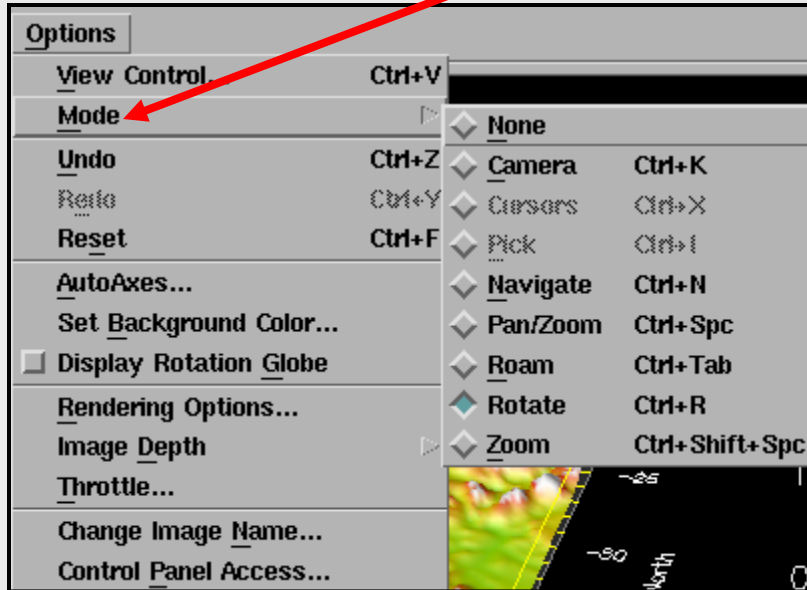 Options
View Control... Ctrl+V
Mode
Undo Ctrl+Z
Redo Ctrl+Y
Reset Ctrl+F
AutoAxes...
Set Background Color...
Display Rotation Globe
Rendering Options...
Image Depth
Throttle...
Change Image Name...
Control Panel Access...
None
Camera Ctrl+K
Cursors Ctrl+X
Pick Ctrl+I
Navigate Ctrl+N
Pan/Zoom Ctrl+Spc
Roam Ctrl+Tab
Rotate Ctrl+R
Zoom Ctrl+Shift+Spc
-25
-50
North